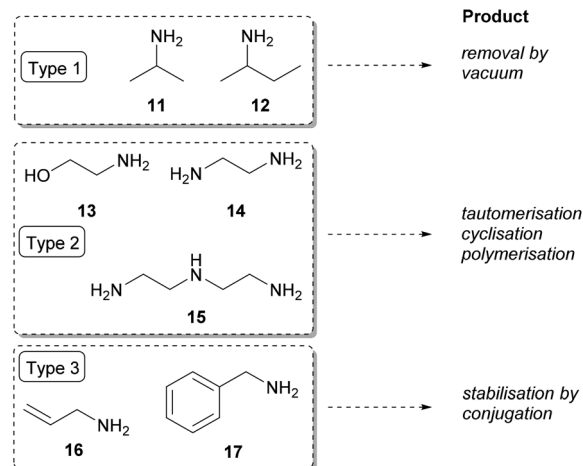 Product
NH2
NH2
Type 1
11
12
removal by
vacuum
HO
NH2
H2N
NH2
13
14
Type 2
H2N
H
N
NH2
15
tautomerisation
cyclisation
polymerisation
Type 3
NH2
16
NH2
17
stabilisation by
conjugation